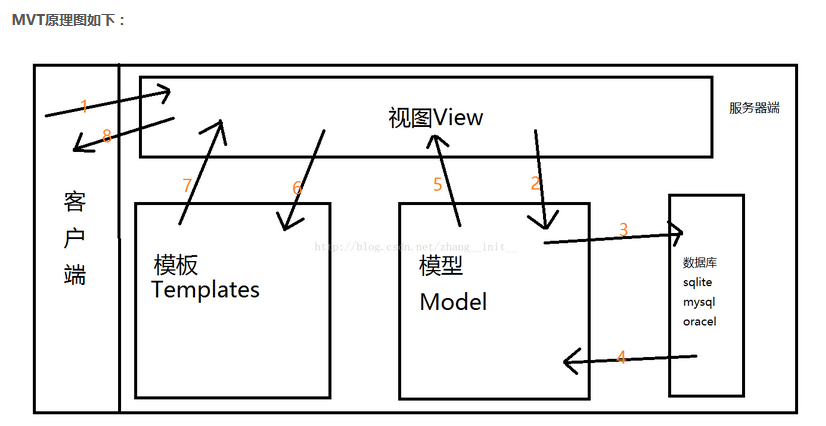 MVT原理图如下：
1
8
视图View
服务器端
7
6
5
2
3
客
户
端
http://blog.csdn.net/zhang__init__
模板
Templates
模型
Model
数据库
sqlite
mysql
oracel
4